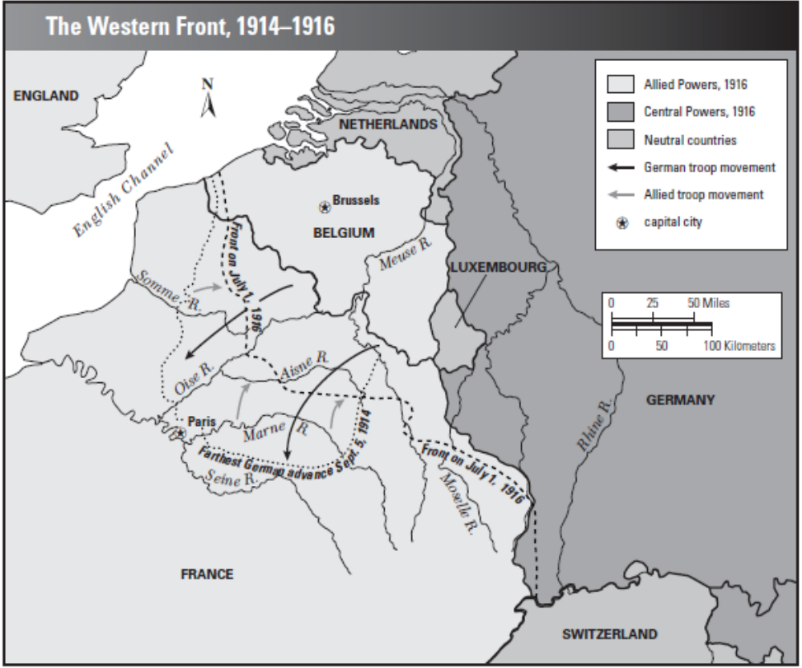 The Western Front, 1914–1916
ENGLAND
N
English Channel
NETHERLANDS
Brussels
BELGIUM
Meuse R.
LUXEMBOURG
Somme R.
Front on July 1, 1916
Oise R.
Aisne R.
Paris
Marne R.
Farthest German advance Sept. 5, 1914
Seine R.
Front on July 1, 1916
Moselle R.
Rhine R.
GERMANY
FRANCE
SWITZERLAND
Allied Powers, 1916
Central Powers, 1916
Neutral countries
German troop movement
Allied troop movement
capital city
0 25 50 Miles
0 50 100 Kilometers